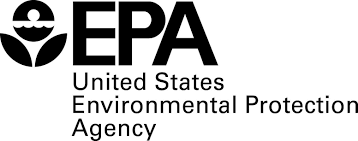 EPA
United States
Environmental Protection
Agency